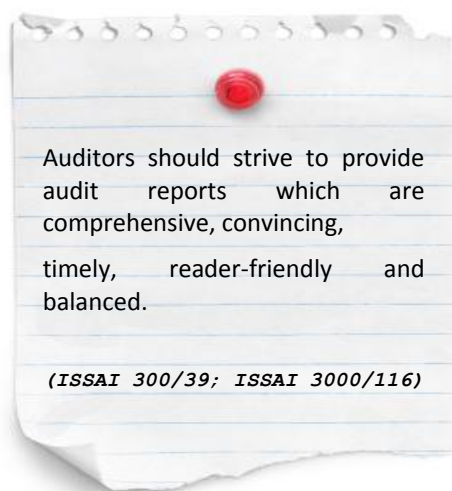 Auditors should strive to provide
audit reports which are
comprehensive, convincing,
timely, reader-friendly and
balanced.
(ISSAI 300/39; ISSAI 3000/116)